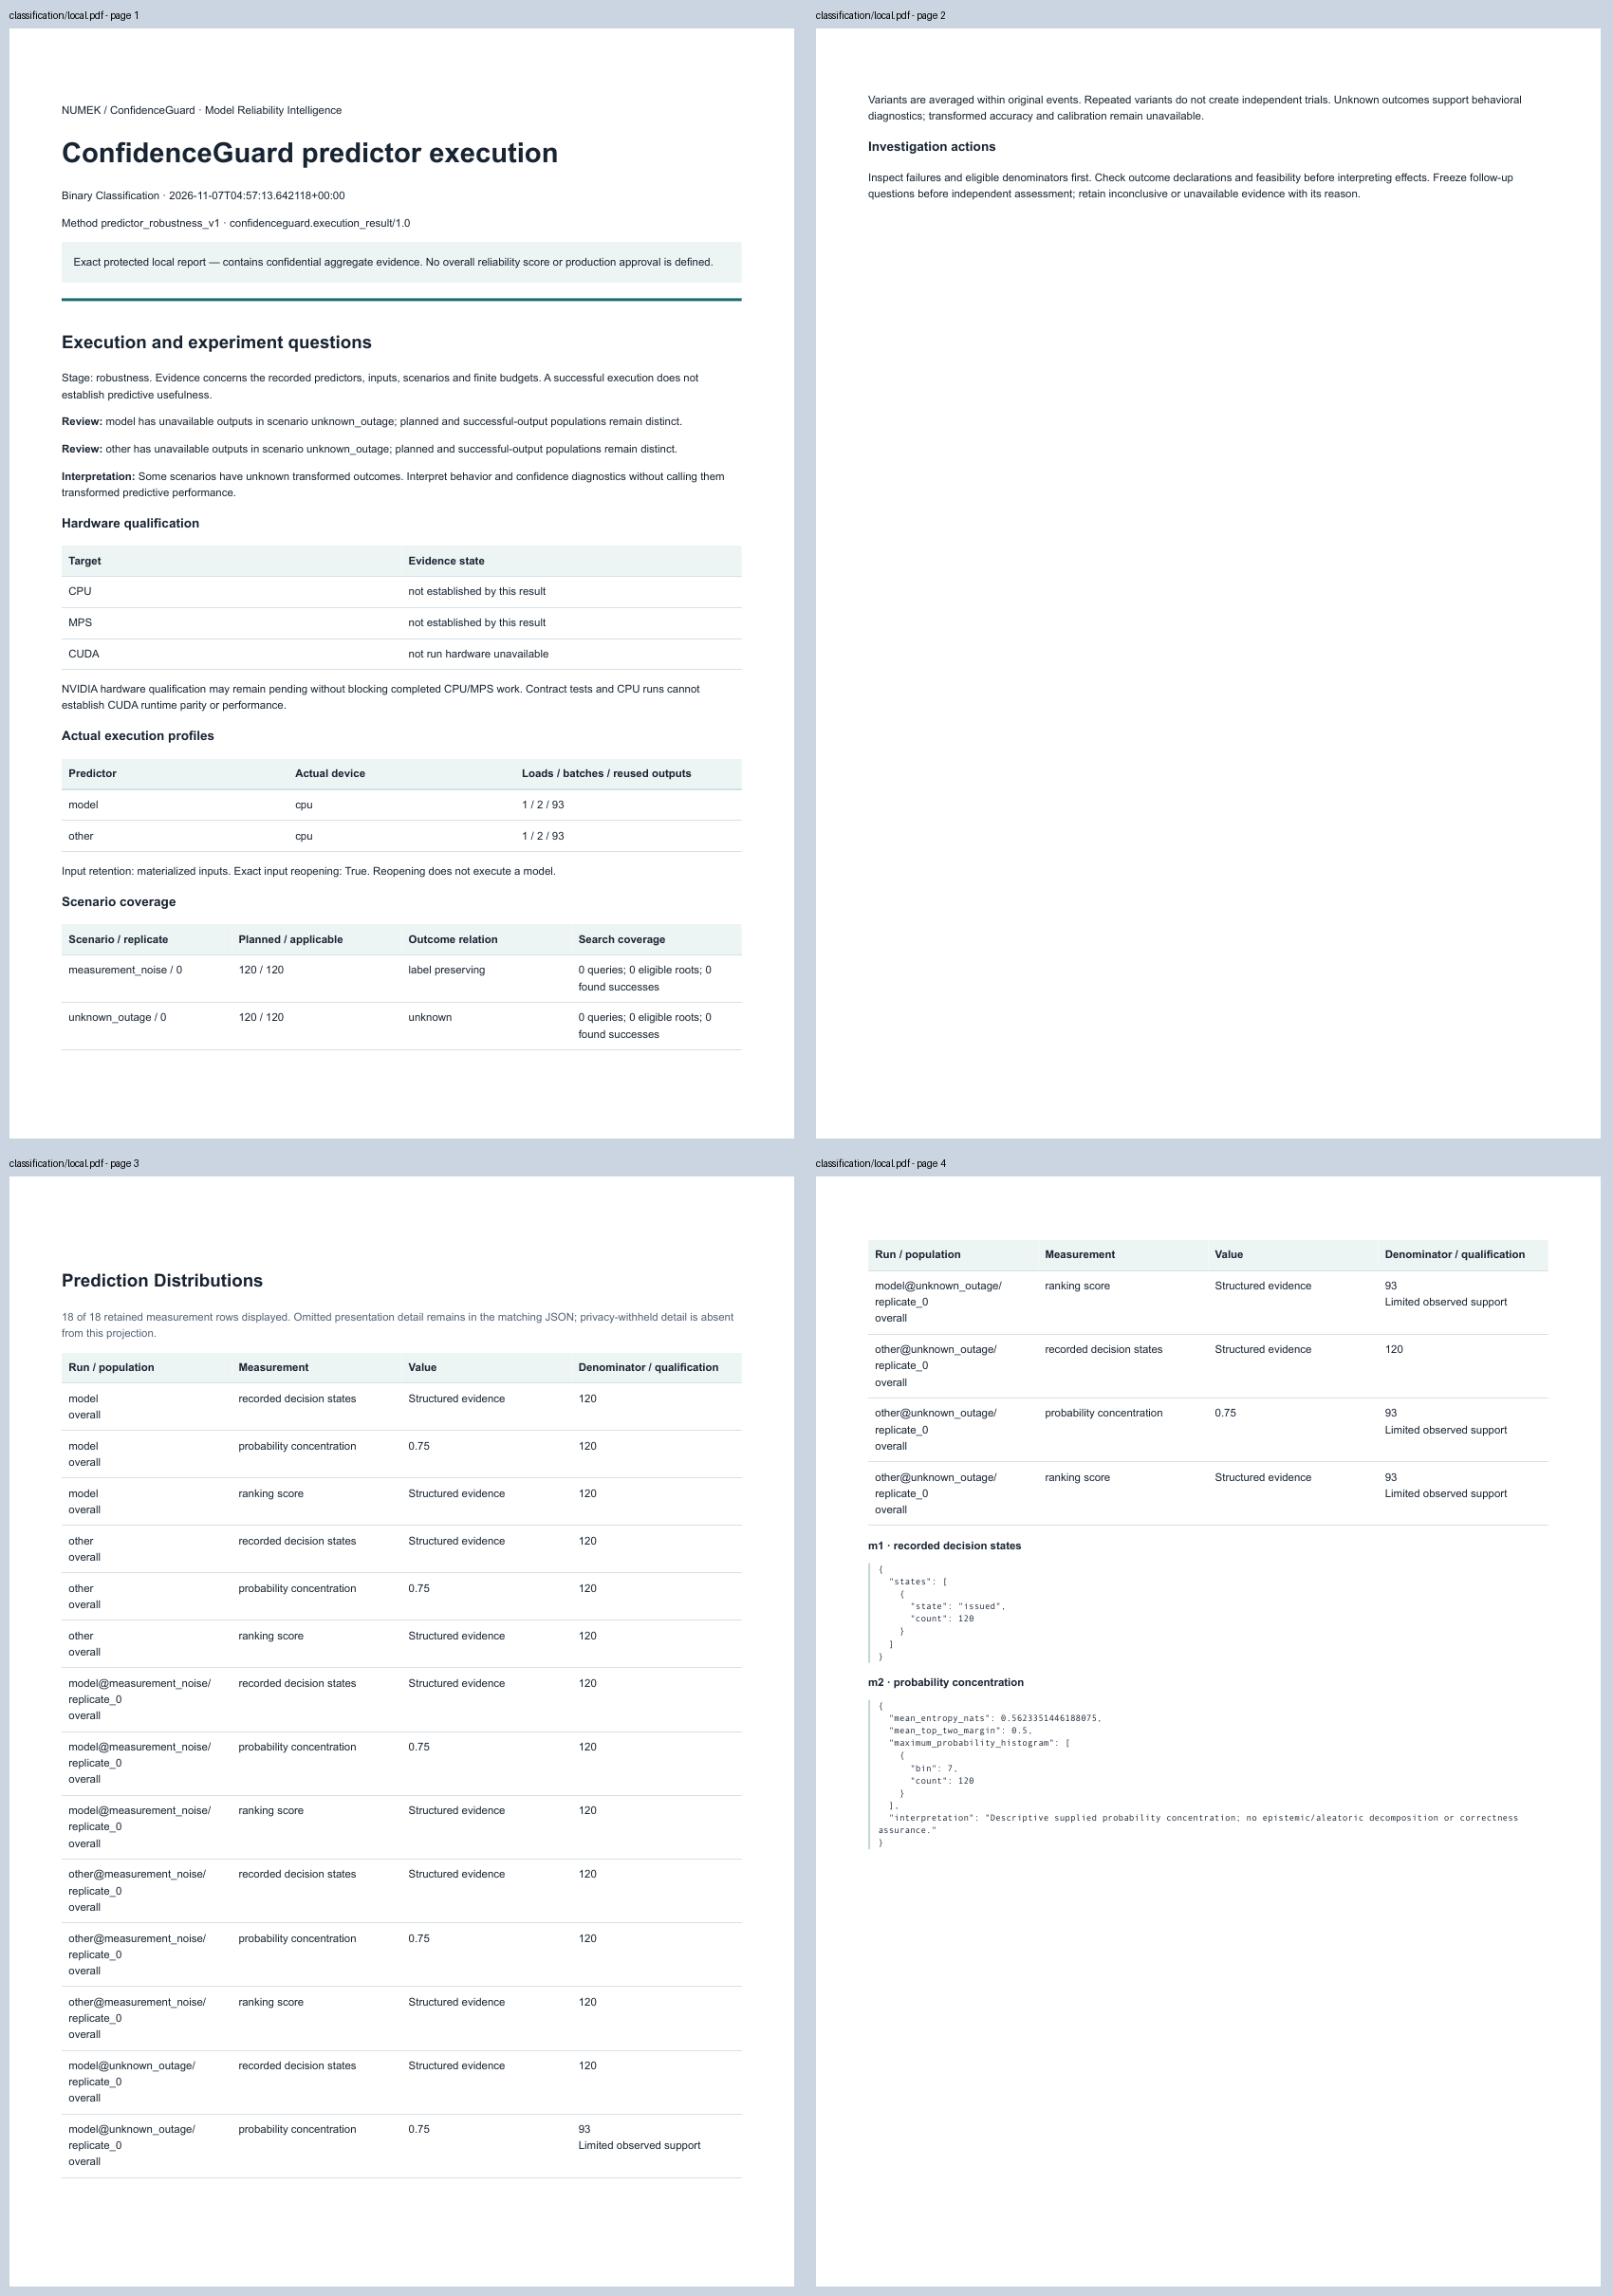 classification/local.pdf - page 1
NUMEK / ConfidenceGuard · Model Reliability Intelligence
ConfidenceGuard predictor execution
Binary Classification · 2026-11-07T04:57:13.642118+00:00
Method predictor_robustness_v1 · confidenceguard.execution_result/1.0
Exact protected local report — contains confidential aggregate evidence. No overall reliability score or production approval is defined.
Execution and experiment questions
Stage: robustness. Evidence concerns the recorded predictors, inputs, scenarios and finite budgets. A successful execution does not
establish predictive usefulness.
Review: model has unavailable outputs in scenario unknown_outage; planned and successful-output populations remain distinct.
Review: other has unavailable outputs in scenario unknown_outage; planned and successful-output populations remain distinct.
Interpretation: Some scenarios have unknown transformed outcomes. Interpret behavior and confidence diagnostics without calling them
transformed predictive performance.
Hardware qualification
Target Evidence state
CPU not established by this result
MPS not established by this result
CUDA not run hardware unavailable
NVIDIA hardware qualification may remain pending without blocking completed CPU/MPS work. Contract tests and CPU runs cannot
establish CUDA runtime parity or performance.
Actual execution profiles
Predictor Actual device Loads / batches / reused outputs
model cpu 1 / 2 / 93
other cpu 1 / 2 / 93
Input retention: materialized inputs. Exact input reopening: True. Reopening does not execute a model.
Scenario coverage
Scenario / replicate Planned / applicable Outcome relation Search coverage
measurement_noise / 0 120 / 120 label preserving 0 queries; 0 eligible roots; 0
found successes
unknown_outage / 0 120 / 120 unknown 0 queries; 0 eligible roots; 0
found successes
classification/local.pdf - page 2
Variants are averaged within original events. Repeated variants do not create independent trials. Unknown outcomes support behavioral
diagnostics; transformed accuracy and calibration remain unavailable.
Investigation actions
Inspect failures and eligible denominators first. Check outcome declarations and feasibility before interpreting effects. Freeze follow-up
questions before independent assessment; retain inconclusive or unavailable evidence with its reason.
classification/local.pdf - page 3
Prediction Distributions
18 of 18 retained measurement rows displayed. Omitted presentation detail remains in the matching JSON; privacy-withheld detail is absent
from this projection.
Run / population Measurement Value Denominator / qualification
model recorded decision states Structured evidence 120
overall
model probability concentration 0.75 120
overall
model ranking score Structured evidence 120
overall
other recorded decision states Structured evidence 120
overall
other probability concentration 0.75 120
overall
other ranking score Structured evidence 120
overall
model@measurement_noise/ recorded decision states Structured evidence 120
replicate_0
overall
model@measurement_noise/ probability concentration 0.75 120
replicate_0
overall
model@measurement_noise/ ranking score Structured evidence 120
replicate_0
overall
other@measurement_noise/ recorded decision states Structured evidence 120
replicate_0
overall
other@measurement_noise/ probability concentration 0.75 120
replicate_0
overall
other@measurement_noise/ ranking score Structured evidence 120
replicate_0
overall
model@unknown_outage/ recorded decision states Structured evidence 120
replicate_0
overall
model@unknown_outage/ probability concentration 0.75 93
replicate_0 Limited observed support
overall
classification/local.pdf - page 4
Run / population Measurement Value Denominator / qualification
model@unknown_outage/ ranking score Structured evidence 93
replicate_0 Limited observed support
overall
other@unknown_outage/ recorded decision states Structured evidence 120
replicate_0
overall
other@unknown_outage/ probability concentration 0.75 93
replicate_0 Limited observed support
overall
other@unknown_outage/ ranking score Structured evidence 93
replicate_0 Limited observed support
overall
m1 · recorded decision states
{
"states": [
{
"state": "issued",
"count": 120
}
]
}
m2 · probability concentration
{
"mean_entropy_nats": 0.5623351446188075,
"mean_top_two_margin": 0.5,
"maximum_probability_histogram": [
{
"bin": 7,
"count": 120
}
],
"interpretation": "Descriptive supplied probability concentration; no epistemic/aleatoric decomposition or correctness
assurance."
}